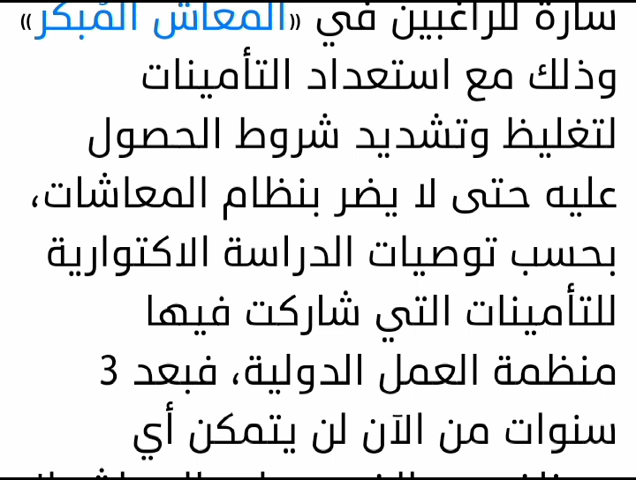 سارة للراغبين في «المعاش المُبكر»
وذلك مع استعداد التأمينات
لتغليظ وتشديد شروط الحصول
عليه حتى لا يضر بنظام المعاشات،
بحسب توصيات الدراسة الاكتوارية
للتأمينات التي شاركت فيها
منظمة العمل الدولية، فبعد 3
سنوات من الآن لن يتمكن أي